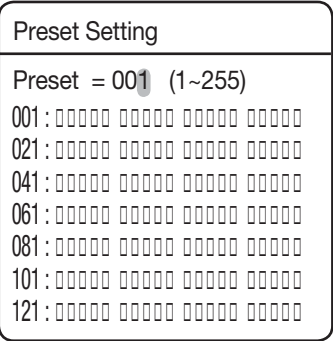 Preset Setting
Preset = 001 (1~255)
001 : ▯▯▯▯▯ ▯▯▯▯▯ ▯▯▯▯▯ ▯▯▯▯▯
021 : ▯▯▯▯▯ ▯▯▯▯▯ ▯▯▯▯▯ ▯▯▯▯▯
041 : ▯▯▯▯▯ ▯▯▯▯▯ ▯▯▯▯▯ ▯▯▯▯▯
061 : ▯▯▯▯▯ ▯▯▯▯▯ ▯▯▯▯▯ ▯▯▯▯▯
081 : ▯▯▯▯▯ ▯▯▯▯▯ ▯▯▯▯▯ ▯▯▯▯▯
101 : ▯▯▯▯▯ ▯▯▯▯▯ ▯▯▯▯▯ ▯▯▯▯▯
121 : ▯▯▯▯▯ ▯▯▯▯▯ ▯▯▯▯▯ ▯▯▯▯▯